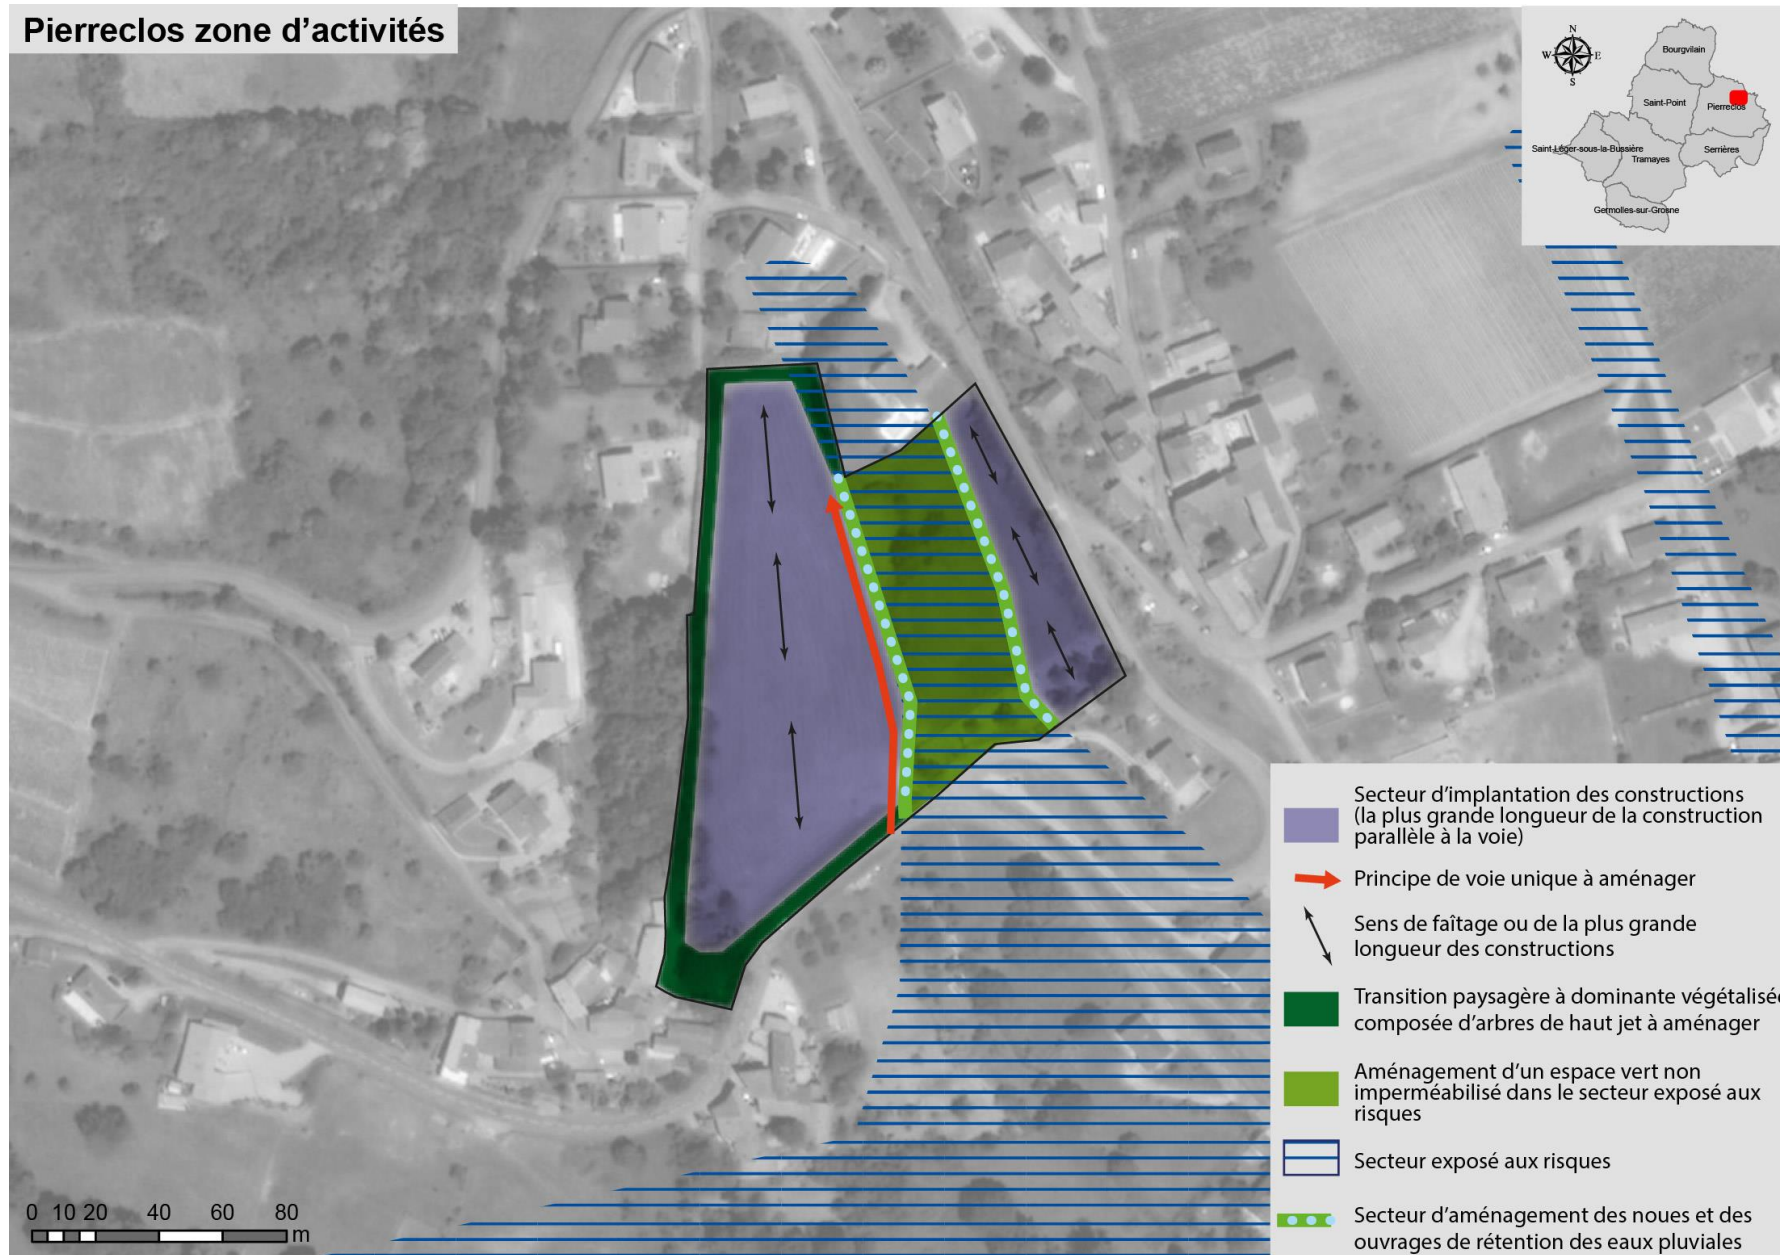 Pierreclos zone d’activités
N
W E
S
Bourgvilain
Saint-Point
Pierreclos
Saint-Léger-sous-la-Bussière
Tramayes
Serrières
Germolles-sur-Grosne
Secteur d’implantation des constructions
(la plus grande longueur de la construction
parallèle à la voie)
Principe de voie unique à aménager
Sens de faîtage ou de la plus grande
longueur des constructions
Transition paysagère à dominante végétalisée
composée d’arbres de haut jet à aménager
Aménagement d’un espace vert non
imperméabilisé dans le secteur exposé aux
risques
Secteur exposé aux risques
Secteur d’aménagement des noues et des
ouvrages de rétention des eaux pluviales
0 10 20 40 60 80
m